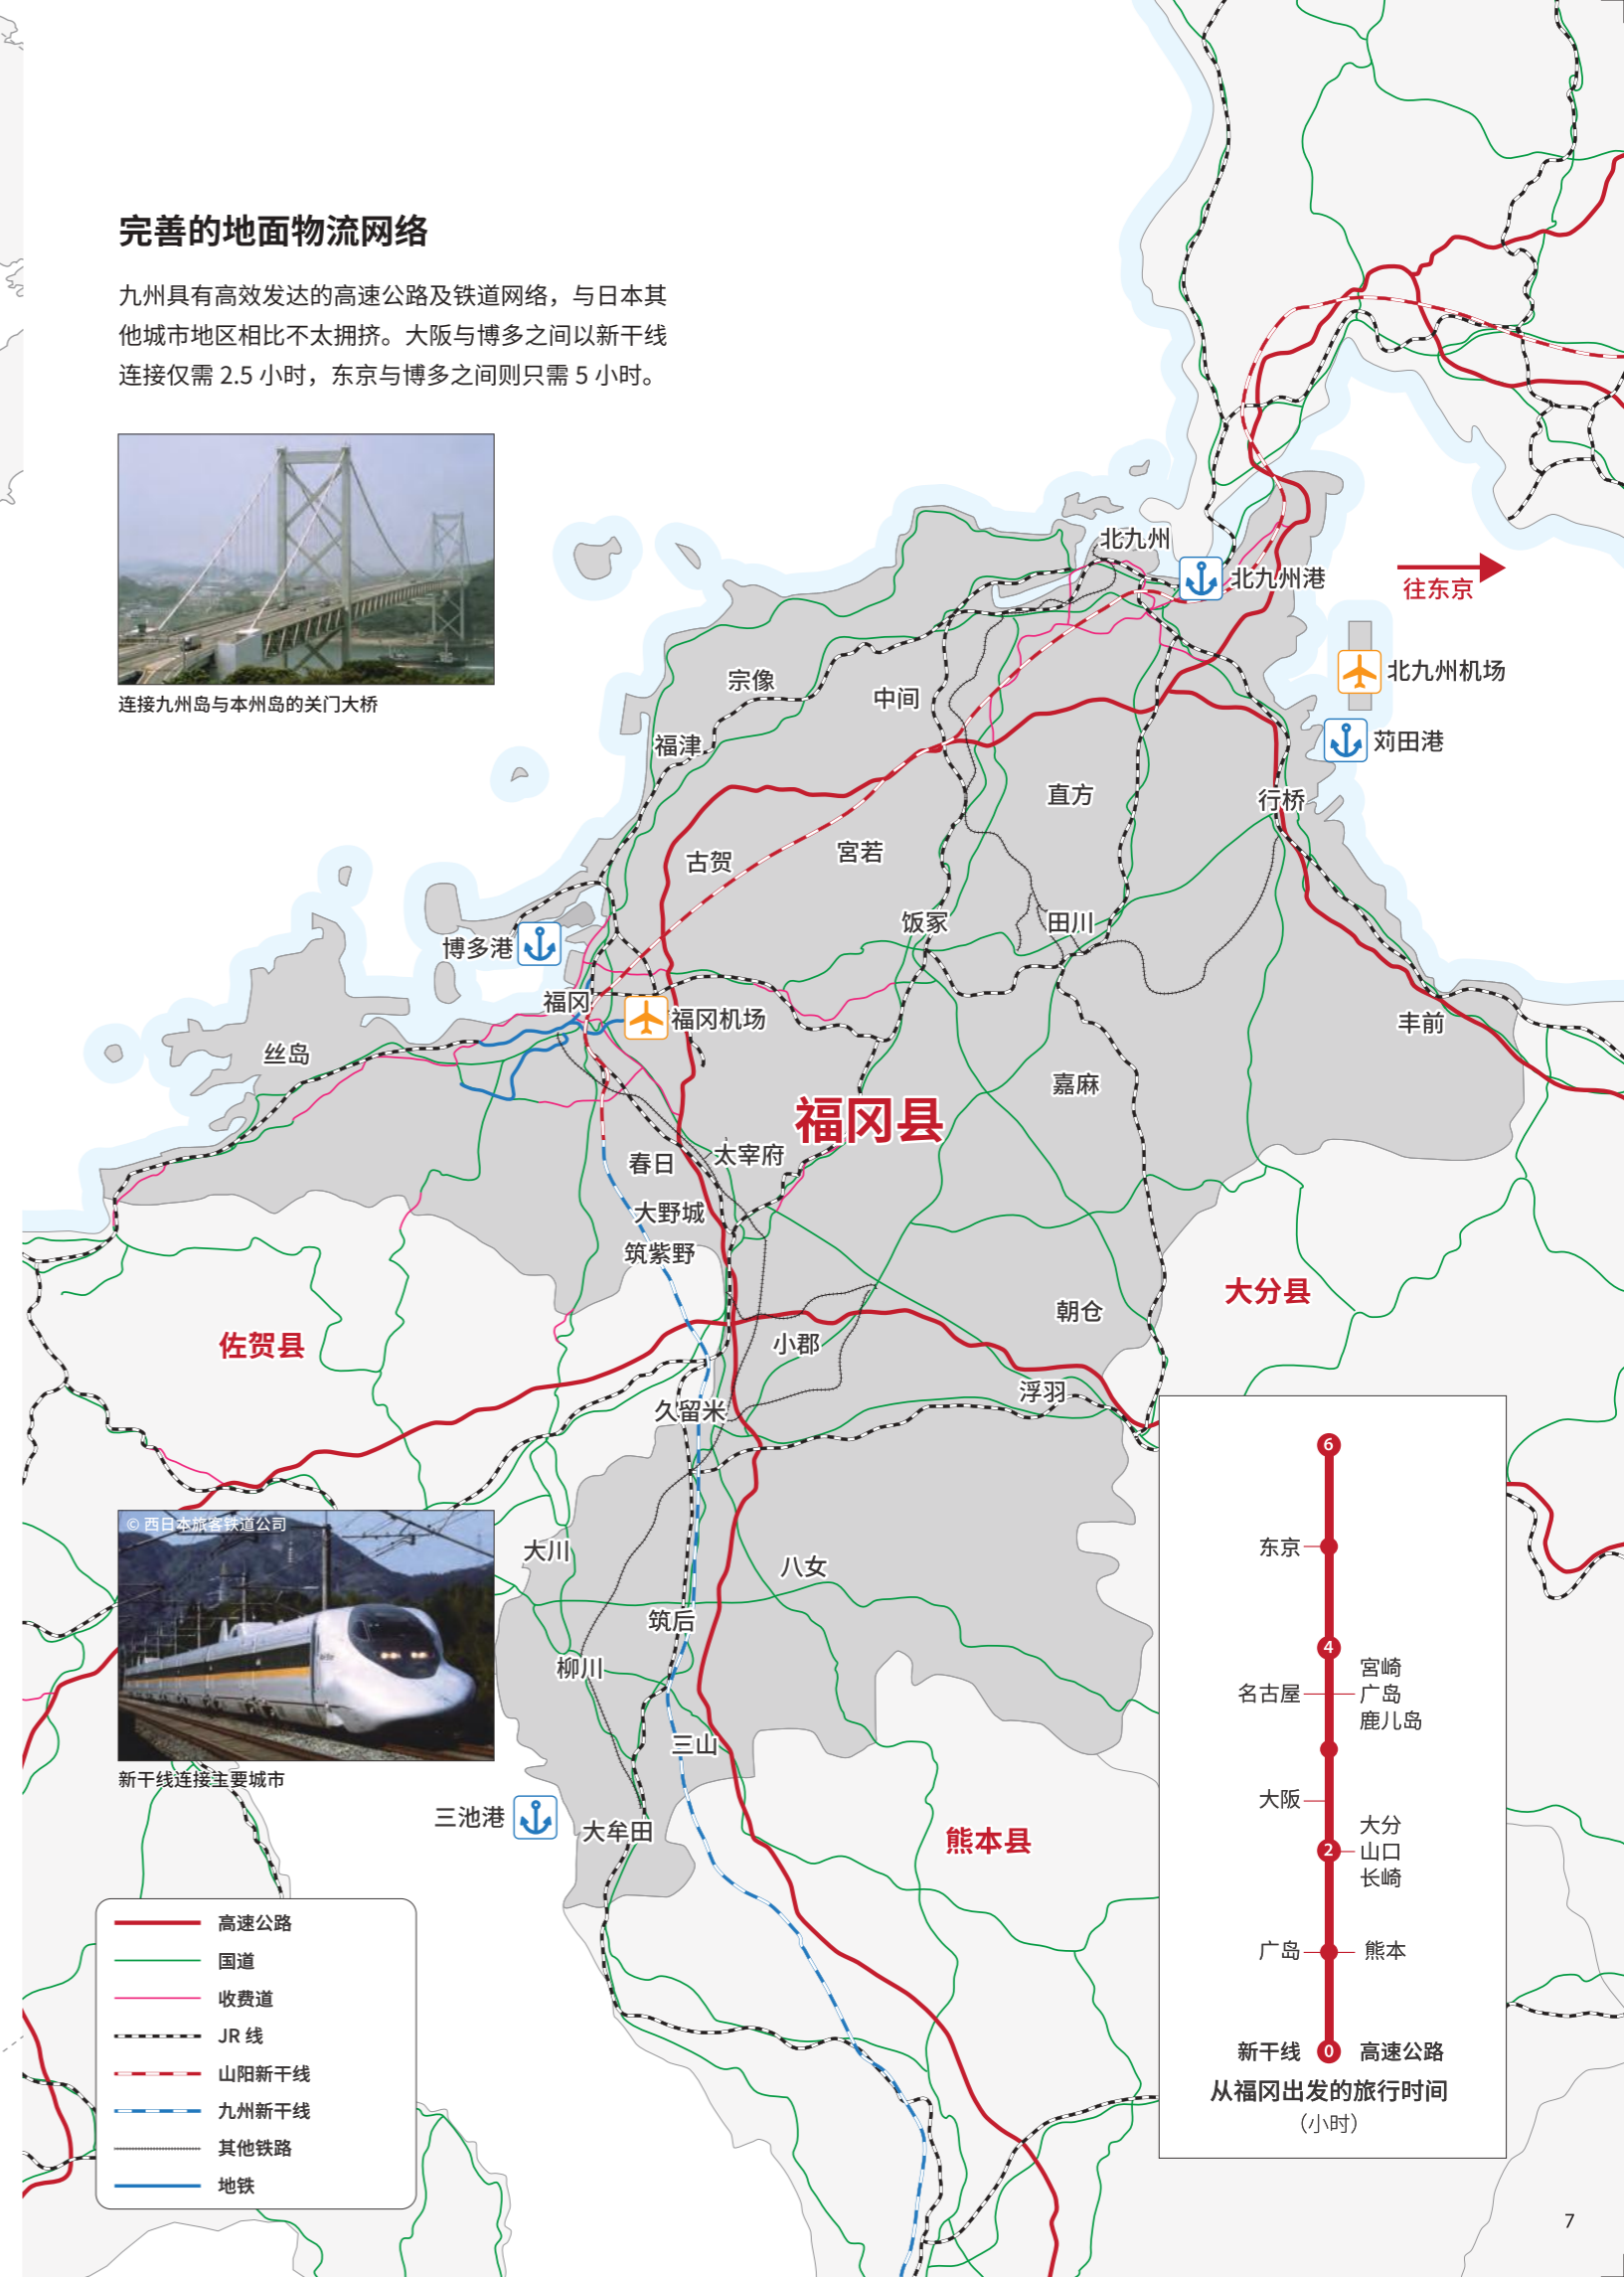 完善的地面物流网络
九州具有高效发达的高速公路及铁道网络，与日本其
他城市地区相比不太拥挤。大阪与博多之间以新干线
连接仅需 2.5 小时，东京与博多之间则只需 5 小时。
连接九州岛与本州岛的关门大桥
北九州
北九州港
往东京
北九州机场
苅田港
宗像
中间
福津
直方
行桥
古贺
宫若
饭冢
田川
博多港
福冈
福冈机场
丰前
丝岛
嘉麻
福冈县
春日
太宰府
大野城
筑紫野
大分县
佐贺县
朝仓
小郡
浮羽
久留米
© 西日本旅客铁道公司
大川
八女
筑后
柳川
三山
新干线连接主要城市
三池港
大牟田
熊本县
高速公路
国道
收费道
JR 线
山阳新干线
九州新干线
其他铁路
地铁
6
东京
4
宫崎
名古屋
广岛
鹿儿岛
大阪
大分
2
山口
长崎
广岛
熊本
新干线
0
高速公路
从福冈出发的旅行时间
（小时）
7